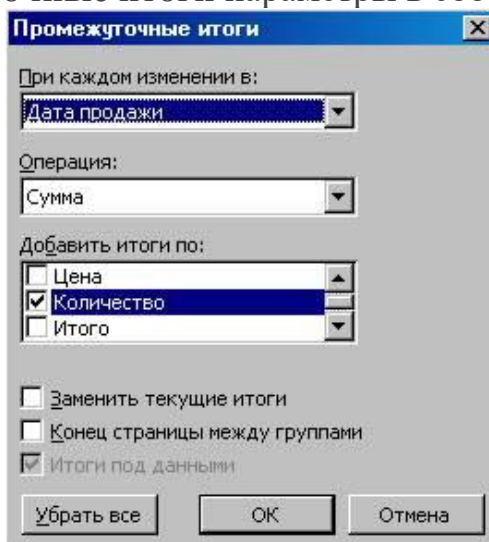 Промежуточные итоги
При каждом изменении в:
Дата продажи
Операция:
Сумма
Добавить итоги по:
Цена
Количество
Итого
Заменить текущие итоги
Конец страницы между группами
Итоги под данными
Убрать все ОК Отмена